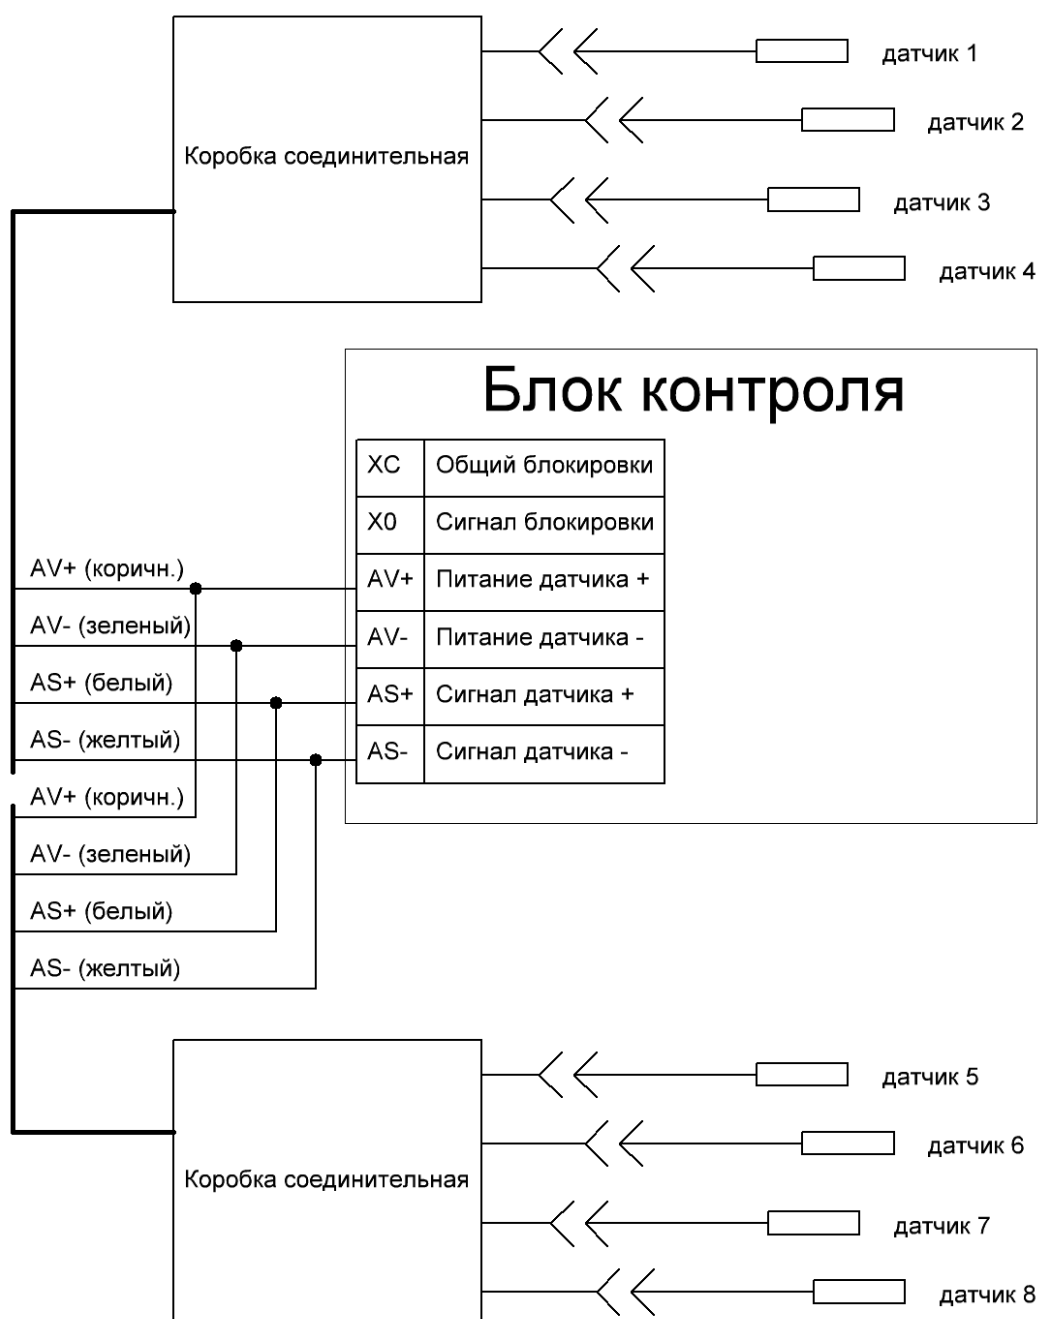 датчик 1
датчик 2
Коробка соединительная
датчик 3
датчик 4
Блок контроля
XC Общий блокировки
X0 Сигнал блокировки
AV+ (коричн.)
AV+ Питание датчика +
AV- (зеленый)
AV- Питание датчика -
AS+ (белый)
AS+ Сигнал датчика +
AS- (желтый)
AS- Сигнал датчика -
AV+ (коричн.)
AV- (зеленый)
AS+ (белый)
AS- (желтый)
датчик 5
датчик 6
Коробка соединительная
датчик 7
датчик 8